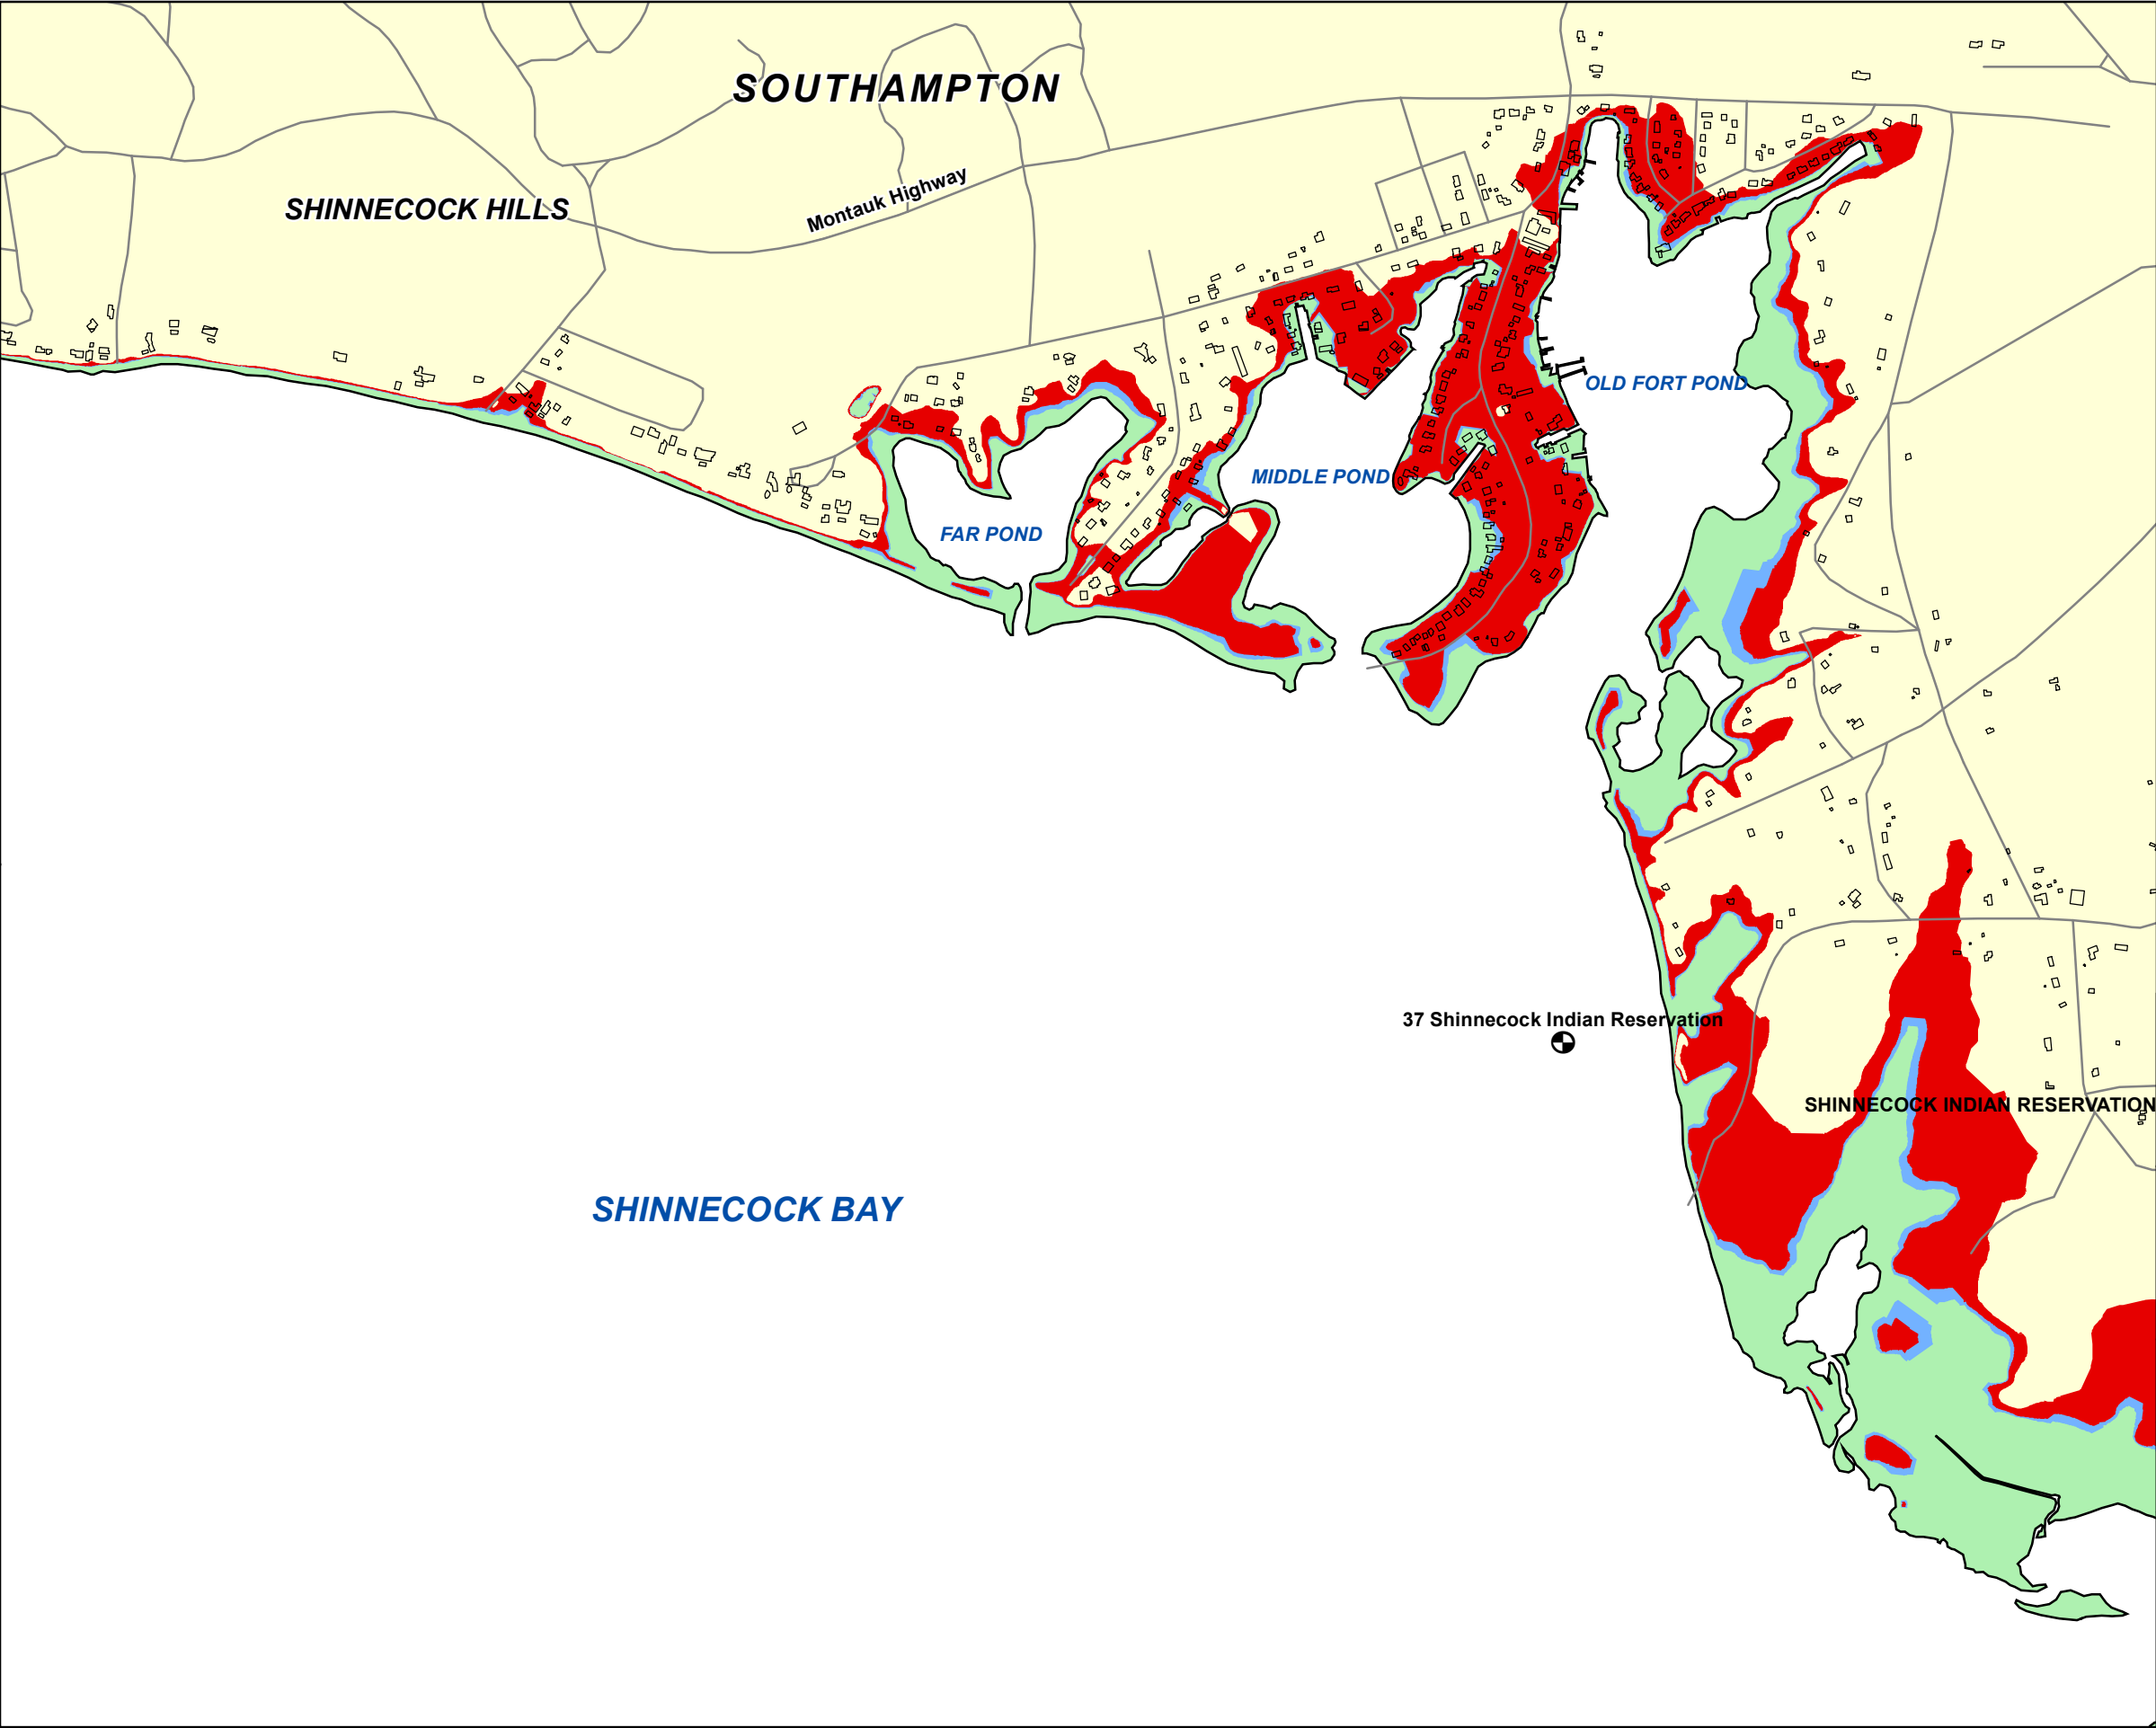 SOUTHAMPTON
SHINNECOCK HILLS
Montauk Highway
OLD FORT POND
MIDDLE POND
FAR POND
37 Shinnecock Indian Reservation
SHINNECOCK INDIAN RESERVATION
SHINNECOCK BAY